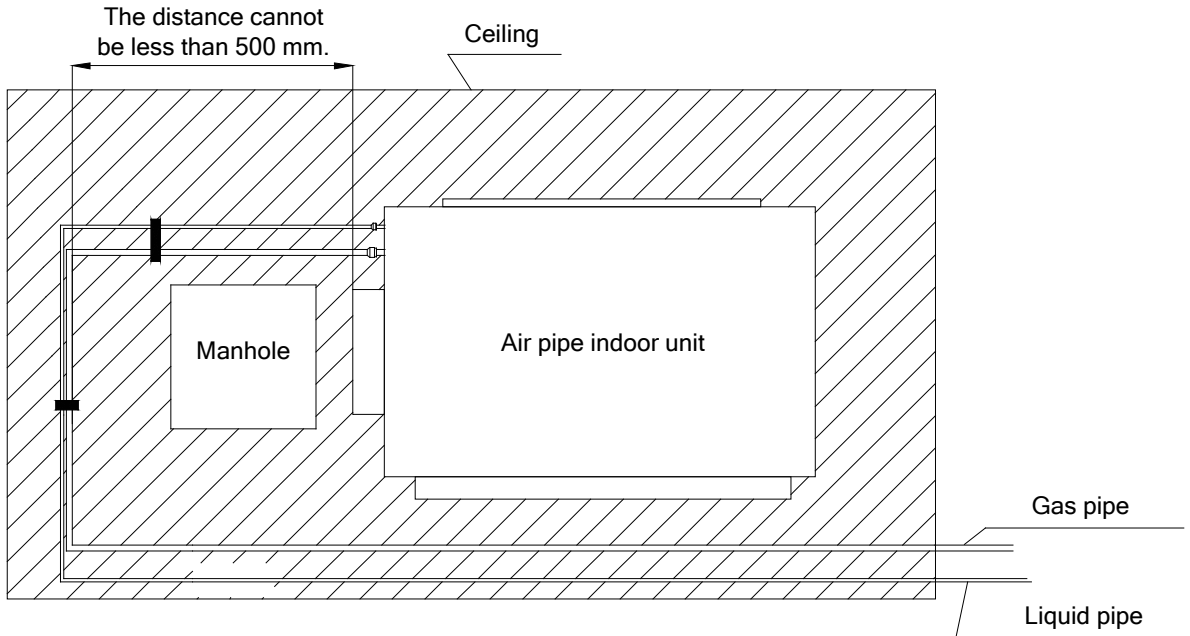 The distance cannot
be less than 500 mm.
Ceiling
Manhole
Air pipe indoor unit
Gas pipe
Liquid pipe